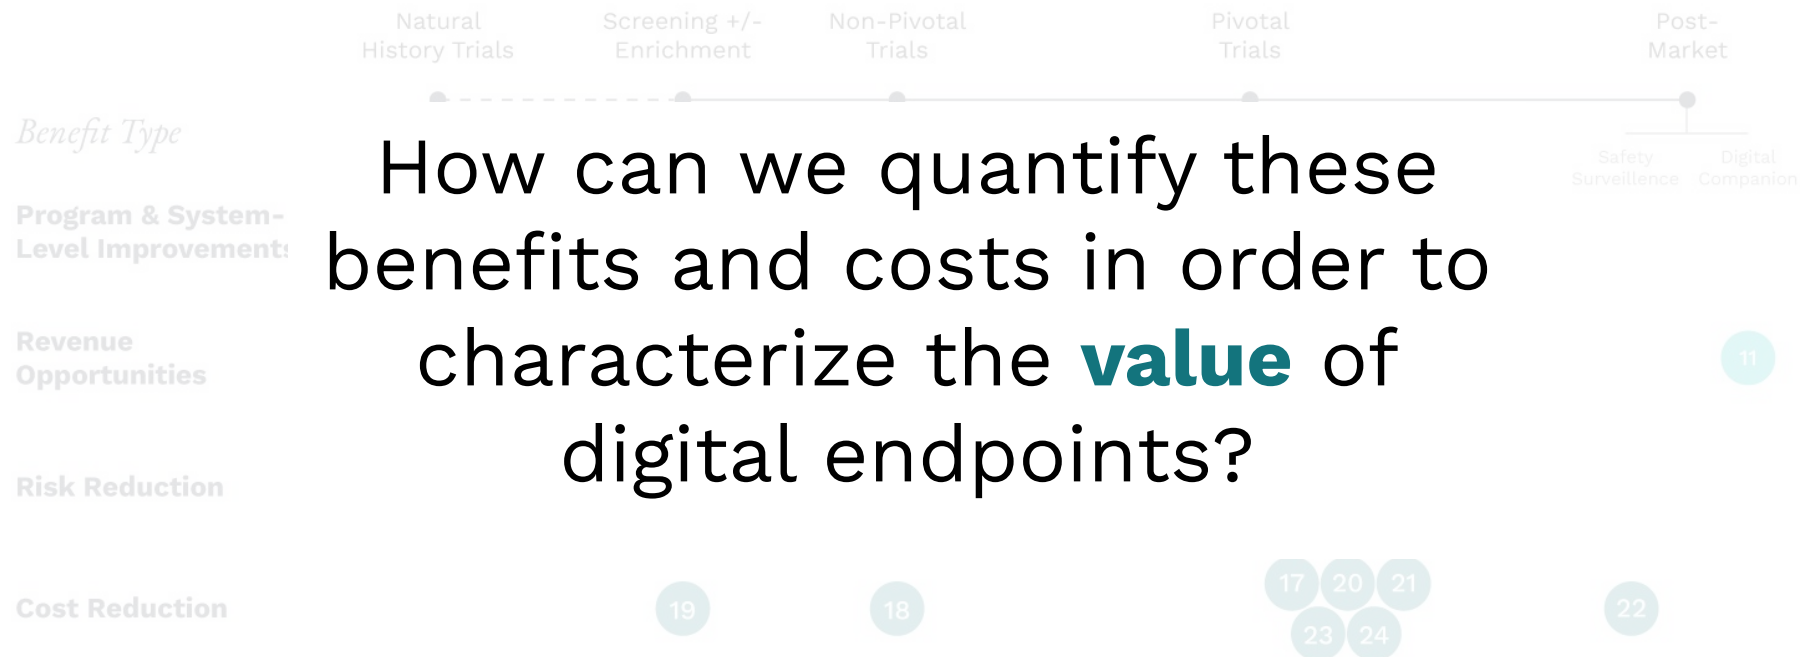 Natural
History Trials
Screening +/-
Enrichment
Non-Pivotal
Trials
Pivotal
Trials
Post-
Market
Benefit Type
Safety
Surveillence
Digital
Companion
How can we quantify these
benefits and costs in order to
characterize the value of
digital endpoints?
Program & System-
Level Improvements
Revenue
Opportunities
11
Risk Reduction
Cost Reduction
19
18
17 20 21
23 24
22